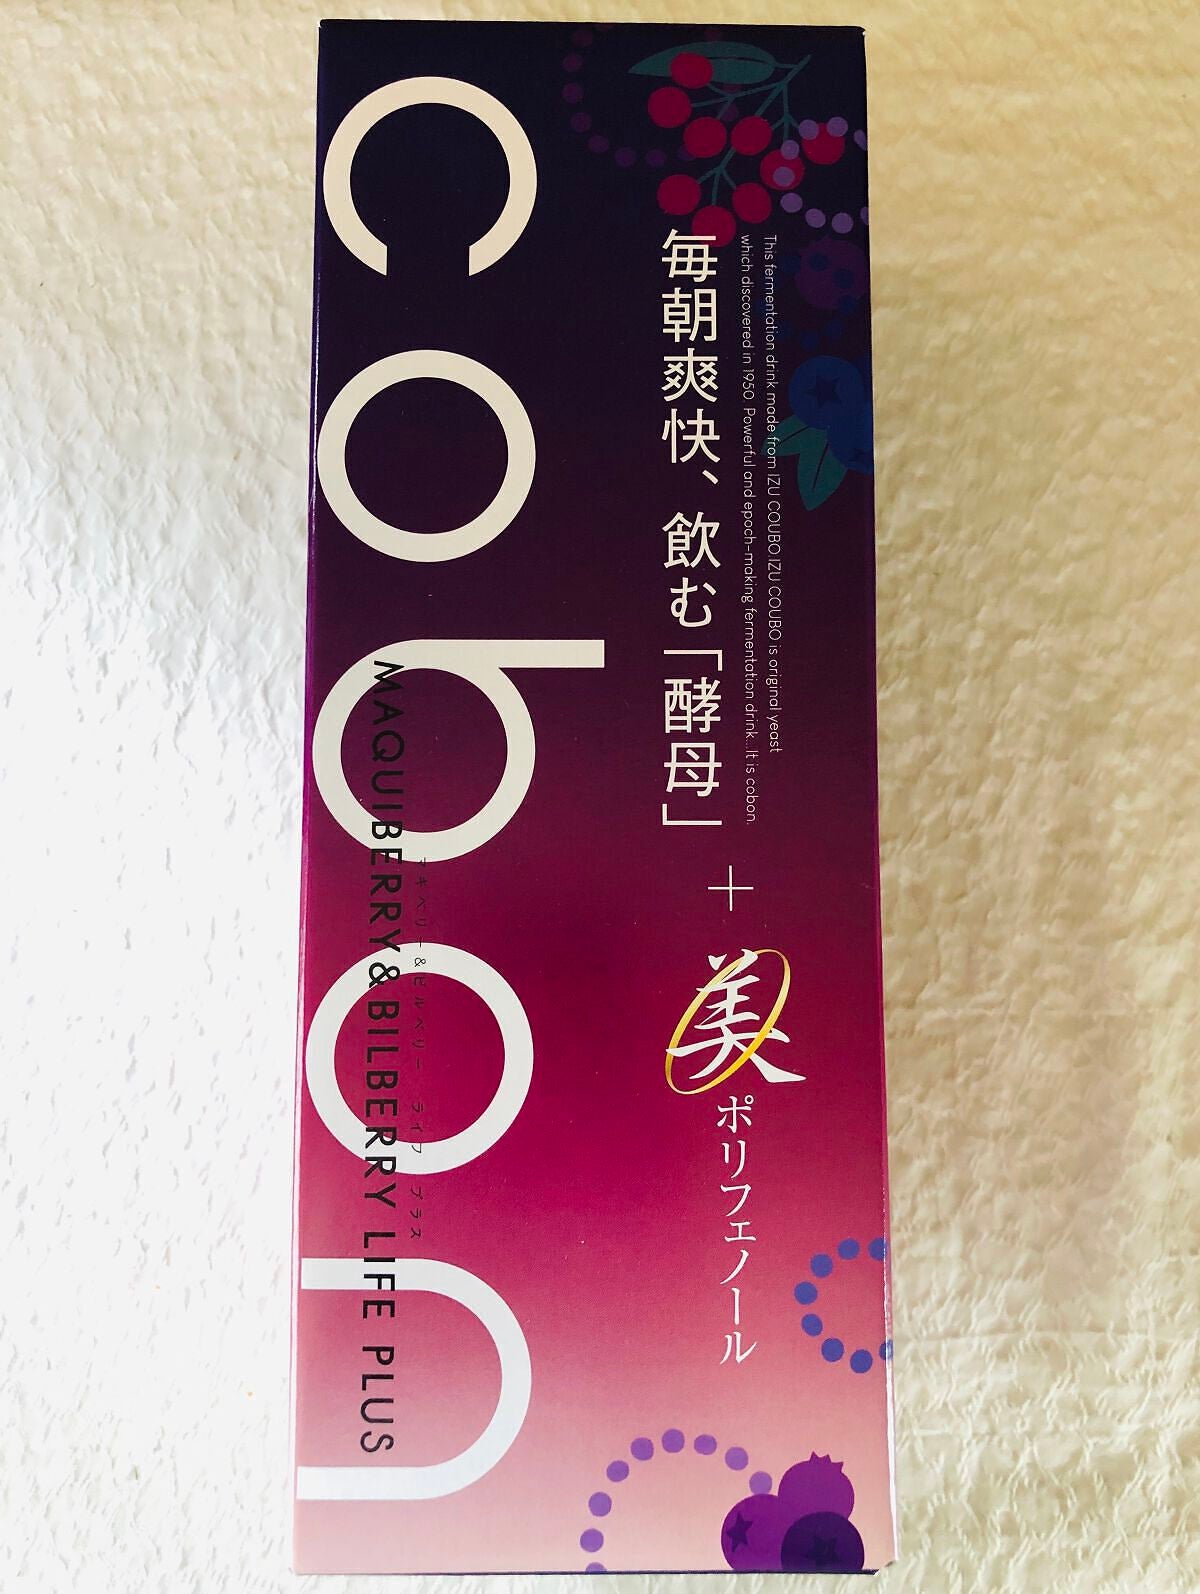 This fermentation drink made from IZU COUBO.IZU COUBO is original yeast
which discovered in 1950. Powerful and epoch-making fermentation drink...It is cobon.
毎朝爽快、飲む「酵母」
＋
美
ポリフェノール
cobon
マキベリー&ビルベリー ライフ プラス
MAQUIBERRY&BILBERRY LIFE PLUS